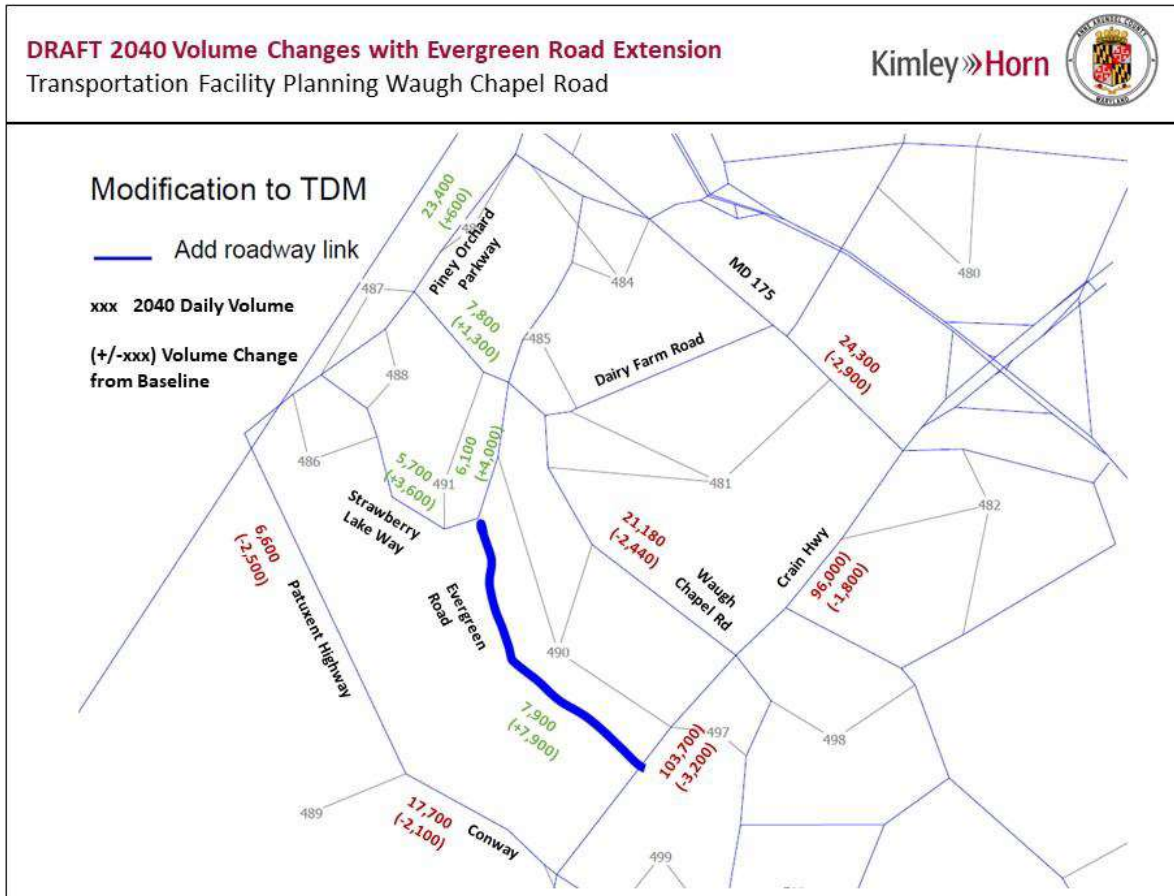 DRAFT 2040 Volume Changes with Evergreen Road Extension
Transportation Facility Planning Waugh Chapel Road
Kimley»Horn
ANNE ARUNDEL COUNTY
MARYLAND
Modification to TDM
Add roadway link
xxx 2040 Daily Volume
(+/-xxx) Volume Change
from Baseline
23,400
(+600)
Piney Orchard
Parkway
487
484
480
MD 175
7,800
(+1,300)
485
Dairy Farm Road
24,300
(-2,900)
488
486
5,700
(+3,600)
491
6,100
(+4,000)
481
482
Strawberry
Lake Way
21,180
(-2,440)
Waugh
Chapel Rd
Crain Hwy
96,000)
(-1,800)
6,600
(-2,500)
Patuxent Highway
Evergreen
Road
490
7,900
(+7,900)
497
103,700)
(-3,200)
498
489
17,700
(-2,100)
Conway
499